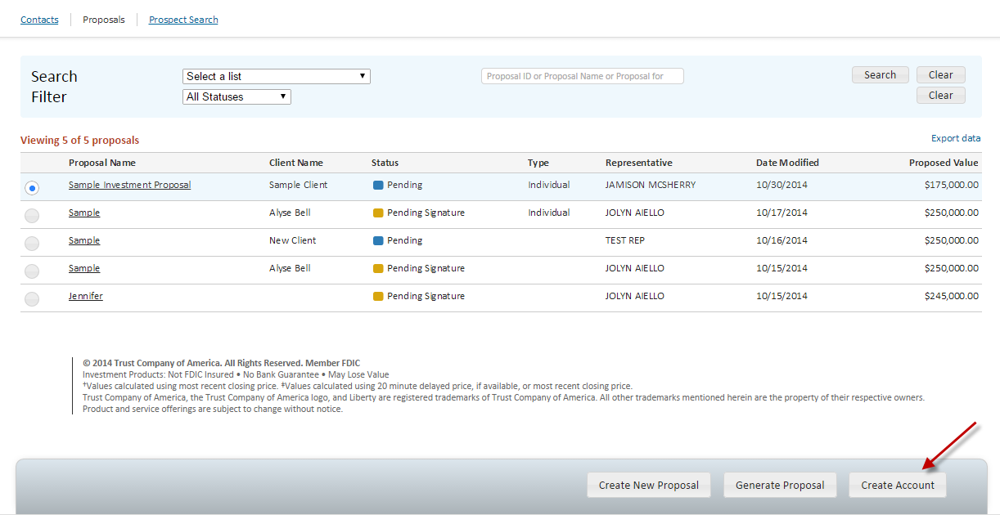 Contacts Proposals Prospect Search
Search Select a list Proposal ID or Proposal Name or Proposal for Search Clear
Filter All Statuses Clear
Viewing 5 of 5 proposals Export data
Proposal Name Client Name Status Type Representative Date Modified Proposed Value
Sample Investment Proposal Sample Client Pending Individual JAMISON MCSHERRY 10/30/2014 $175,000.00
Sample Alyse Bell Pending Signature Individual JOLYN AIELLO 10/17/2014 $250,000.00
Sample New Client Pending TEST REP 10/16/2014 $250,000.00
Sample Alyse Bell Pending Signature JOLYN AIELLO 10/15/2014 $250,000.00
Jennifer Pending Signature JOLYN AIELLO 10/15/2014 $245,000.00
© 2014 Trust Company of America. All Rights Reserved. Member FDIC
Investment Products: Not FDIC Insured • No Bank Guarantee • May Lose Value
†Values calculated using most recent closing price. ‡Values calculated using 20 minute delayed price, if available, or most recent closing price.
Trust Company of America, the Trust Company of America logo, and Liberty are registered trademarks of Trust Company of America. All other trademarks mentioned herein are the property of their respective owners.
Product and service offerings are subject to change without notice.
Create New Proposal Generate Proposal Create Account